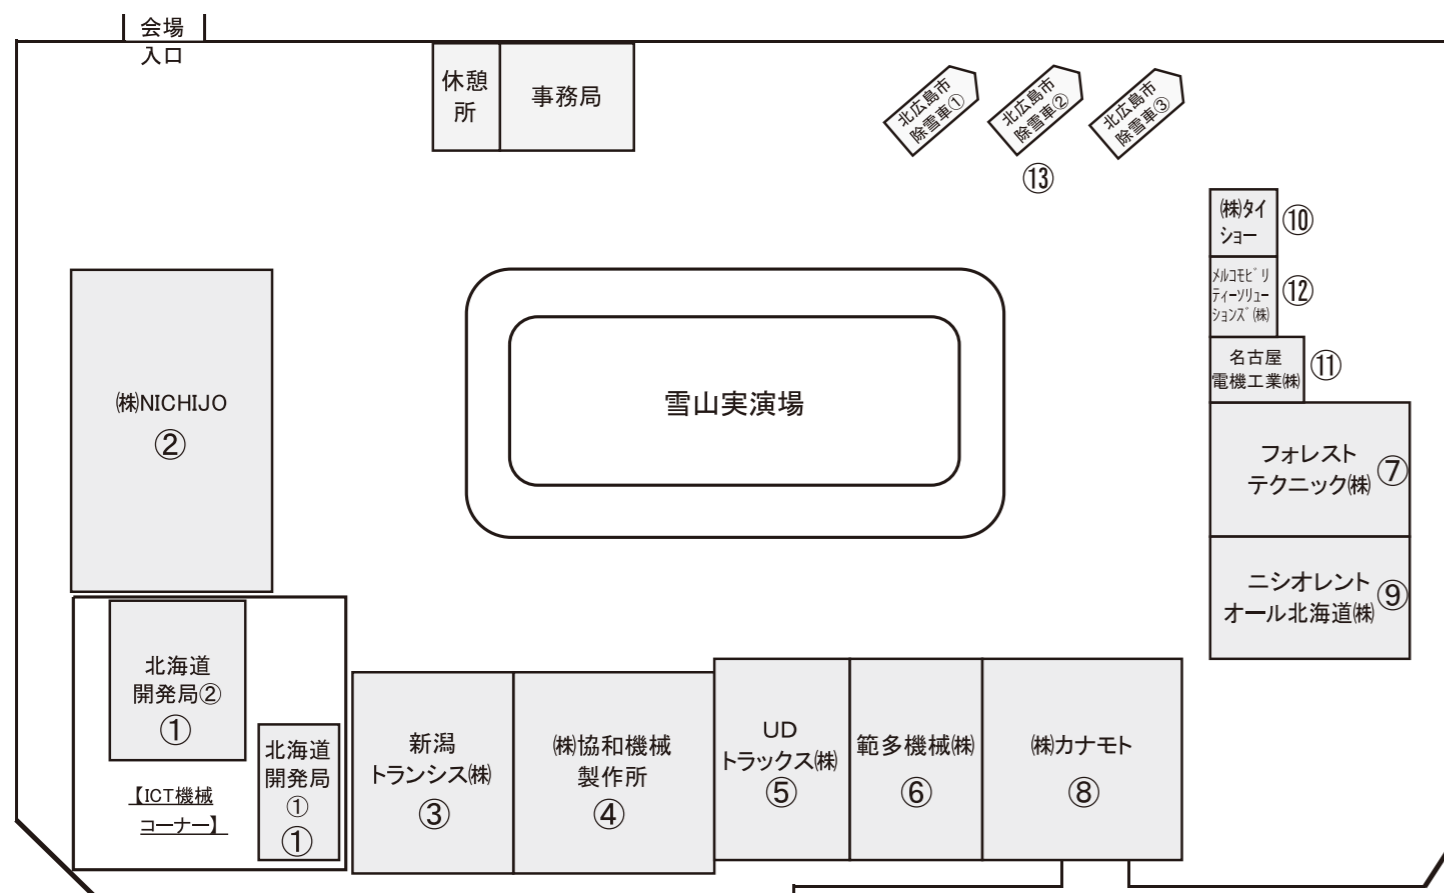 会場
入口
休憩
所
事務局
北広島市
除雪車①
北広島市
除雪車②
北広島市
除雪車③
⑬
㈱タイ
ショー
⑩
ﾒﾙｺﾓﾋﾞﾘ
ﾃｨｰｿﾘｭｰ
ｼｮﾝｽﾞ㈱
⑫
名古屋
電機工業㈱
⑪
㈱NICHIJO
②
雪山実演場
フォレスト
テクニック㈱
⑦
ニシオレント
オール北海道㈱
⑨
北海道
開発局②
①
北海道
開発局
①
①
【ICT機械
コーナー】
新潟
トランシス㈱
③
㈱協和機械
製作所
④
UD
トラックス㈱
⑤
範多機械㈱
⑥
㈱カナモト
⑧